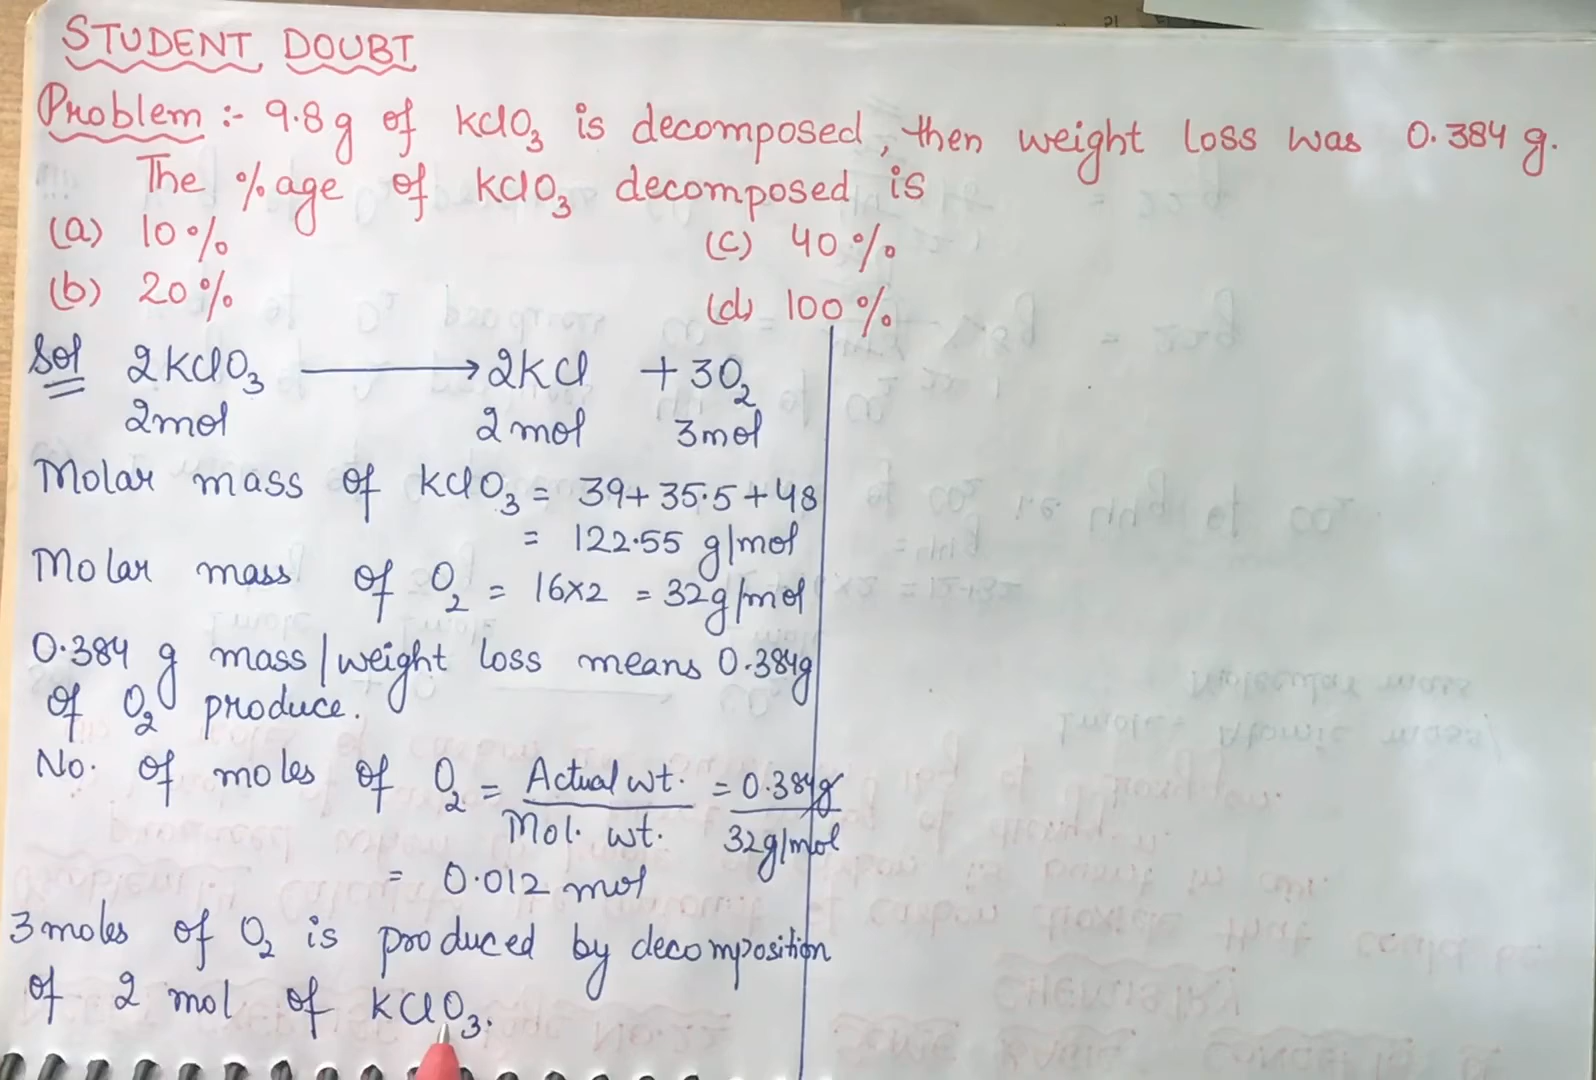 STUDENT DOUBT
Problem :- 9.8 g of KClO3 is decomposed, then weight loss was 0.384 g.
The %age of KClO3 decomposed is
(a) 10%
(c) 40%
(b) 20%
(d) 100%
Sol 2KClO3 → 2KCl + 3O2
2mol 2mol 3mol
Molar mass of KClO3 = 39+35.5+48
= 122.55 g/mol
Molar mass of O2 = 16×2 = 32g/mol
0.384 g mass/weight loss means 0.384g
of O2 produce.
No. of moles of O2 = Actual wt. / Mol. wt. = 0.384g / 32g/mol
= 0.012 mol
3moles of O2 is produced by decomposition
of 2 mol of KClO3.